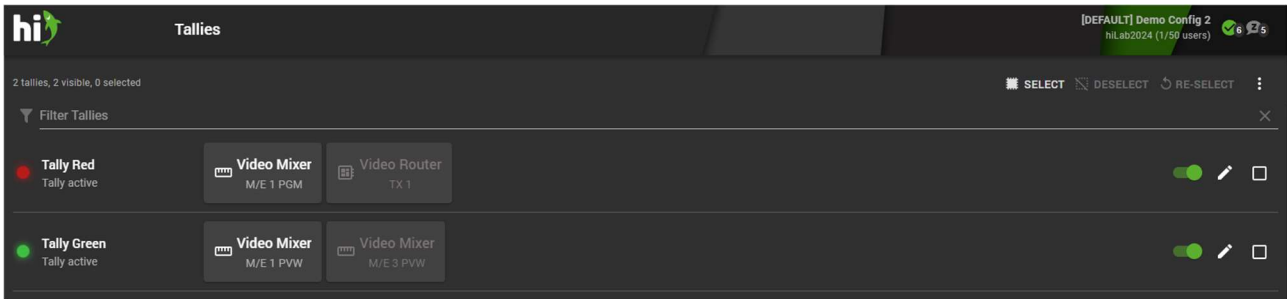 hi
Tallies
[DEFAULT] Demo Config 2
hiLab2024 (1/50 users)
6
5
2 tallies, 2 visible, 0 selected
SELECT
DESELECT
RE-SELECT
Filter Tallies
Tally Red
Tally active
Video Mixer
M/E 1 PGM
Video Router
TX 1
Tally Green
Tally active
Video Mixer
M/E 1 PVW
Video Mixer
M/E 3 PVW